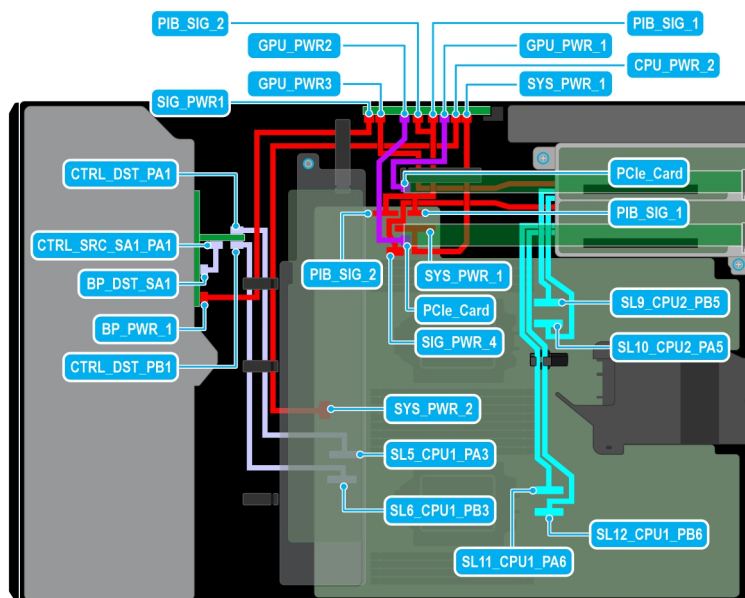 PIB_SIG_2
PIB_SIG_1
GPU_PWR2
GPU_PWR_1
CPU_PWR_2
GPU_PWR3
SYS_PWR_1
SIG_PWR1
CTRL_DST_PA1
PCIe_Card
PIB_SIG_1
CTRL_SRC_SA1_PA1
PIB_SIG_2
SYS_PWR_1
BP_DST_SA1
SL9_CPU2_PB5
PCIe_Card
BP_PWR_1
SIG_PWR_4
SL10_CPU2_PA5
CTRL_DST_PB1
SYS_PWR_2
SL5_CPU1_PA3
SL6_CPU1_PB3
SL12_CPU1_PB6
SL11_CPU1_PA6